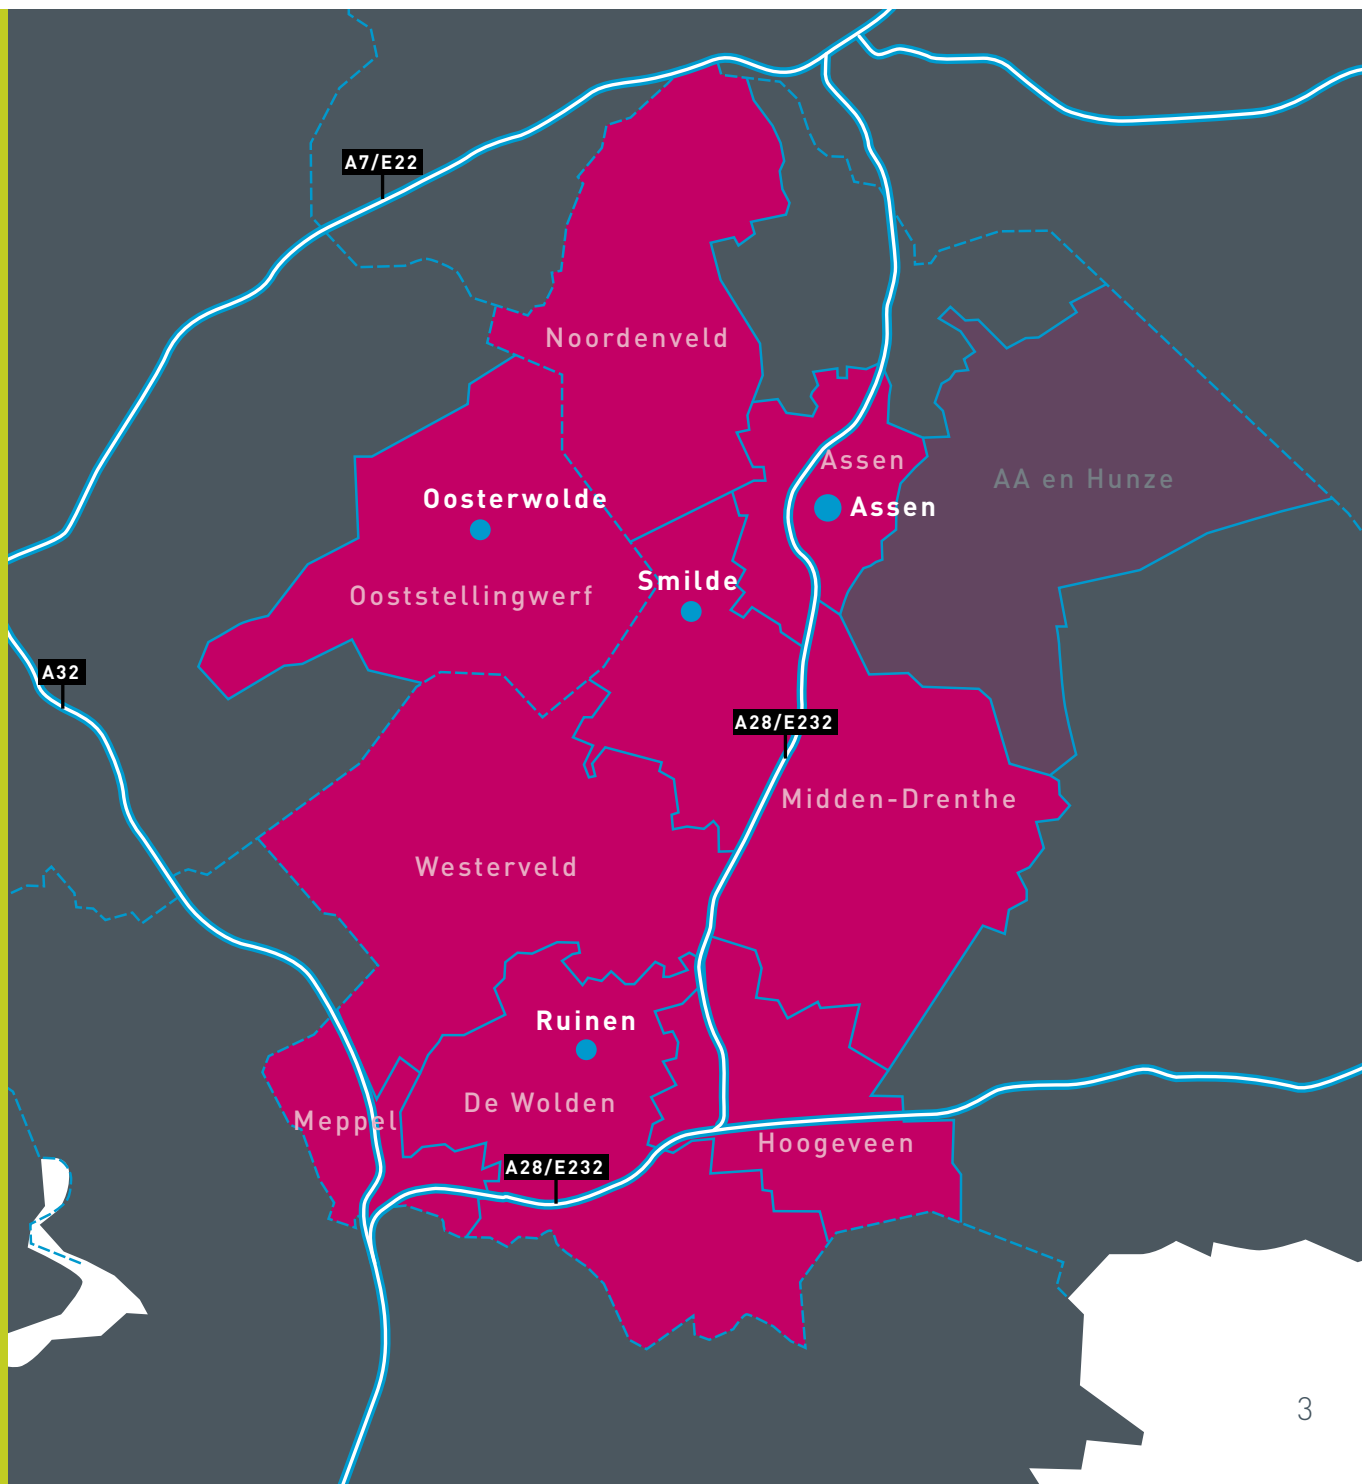 A7/E22
Noordenveld
Assen
AA en Hunze
Oosterwolde
Assen
Smilde
Ooststellingwerf
A32
A28/E232
Midden-Drenthe
Westerveld
Ruinen
De Wolden
Meppel
Hoogeveen
A28/E232
3